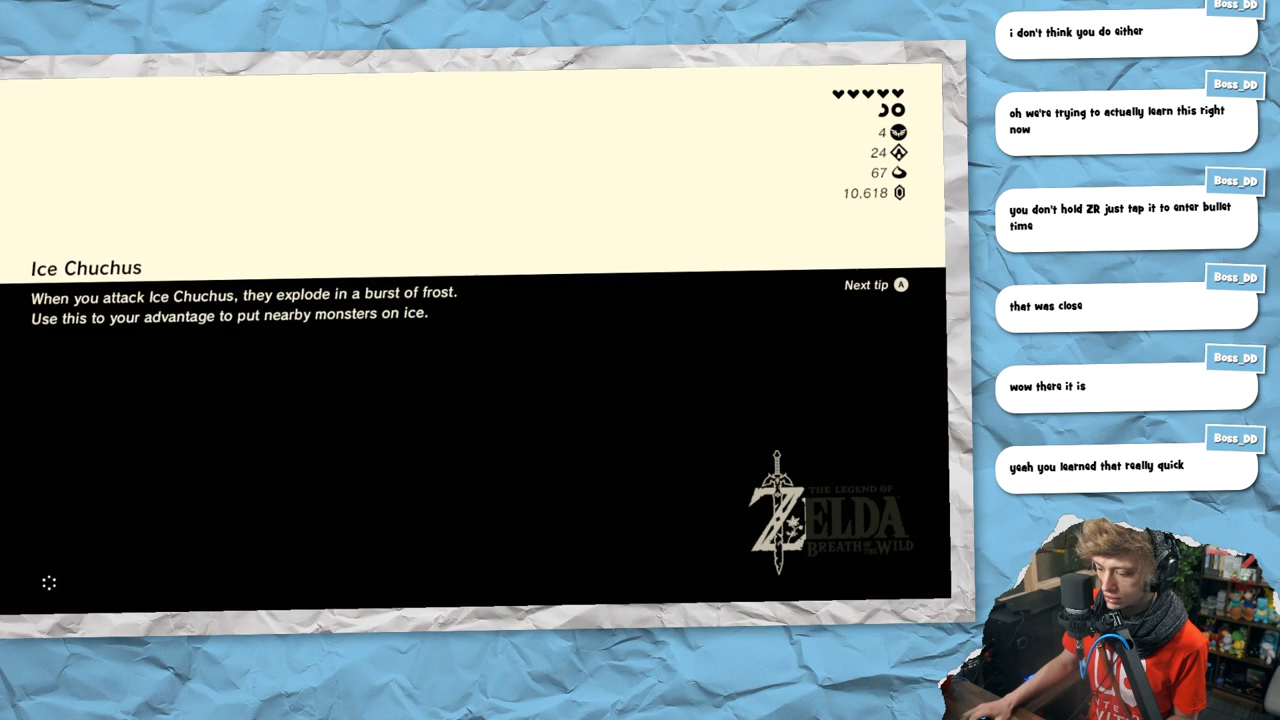 4
24
67
10,618
Ice Chuchus
When you attack Ice Chuchus, they explode in a burst of frost.
Use this to your advantage to put nearby monsters on ice.
Next tip A
THE LEGEND OF
ZELDA
BREATH OF THE WILD
Boss_DD
i don't think you do either
Boss_DD
oh we're trying to actually learn this right
now
Boss_DD
you don't hold ZR just tap it to enter bullet
time
Boss_DD
that was close
Boss_DD
wow there it is
Boss_DD
yeah you learned that really quick